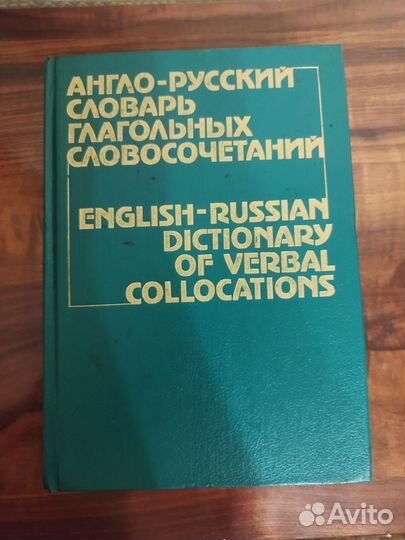 АНГЛО-РУССКИЙ
СЛОВАРЬ
ГЛАГОЛЬНЫХ
СЛОВОСОЧЕТАНИЙ
ENGLISH-RUSSIAN
DICTIONARY
OF VERBAL
COLLOCATIONS
Avito